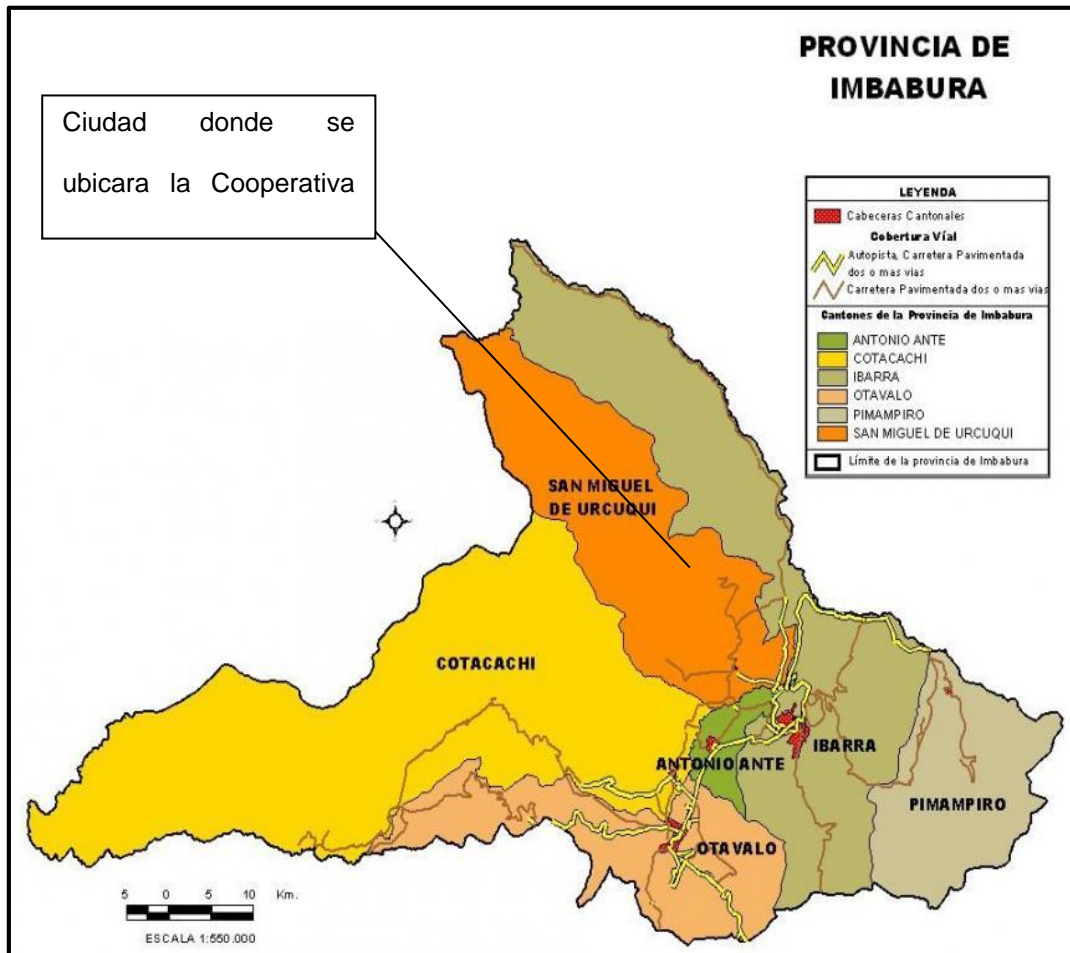 PROVINCIA DE
IMBABURA
Ciudad donde se
ubicara la Cooperativa
LEYENDA
Cabeceras Cantonales
Cobertura Víal
Autopista, Carretera Pavimentada
dos o mas vias
Carretera Pavimentada dos o mas vias
Cantones de la Provincia de Imbabura
ANTONIO ANTE
COTACACHI
IBARRA
OTAVALO
PIMAMPIRO
SAN MIGUEL DE URCUQUI
Límite de la provincia de Imbabura
SAN MIGUEL
DE URCUQUI
COTACACHI
IBARRA
ANTONIO ANTE
PIMAMPIRO
OTAVALO
5 0 5 10 Km.
ESCALA 1:550.000